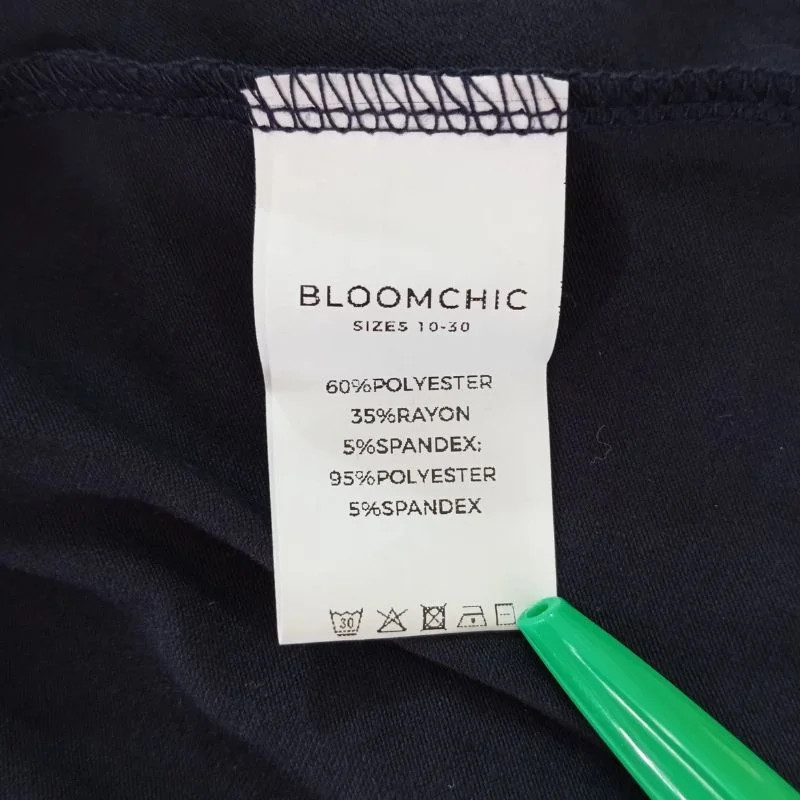 BLOOMCHIC
SIZES 10-30
60%POLYESTER
35%RAYON
5%SPANDEX;
95%POLYESTER
5%SPANDEX
30